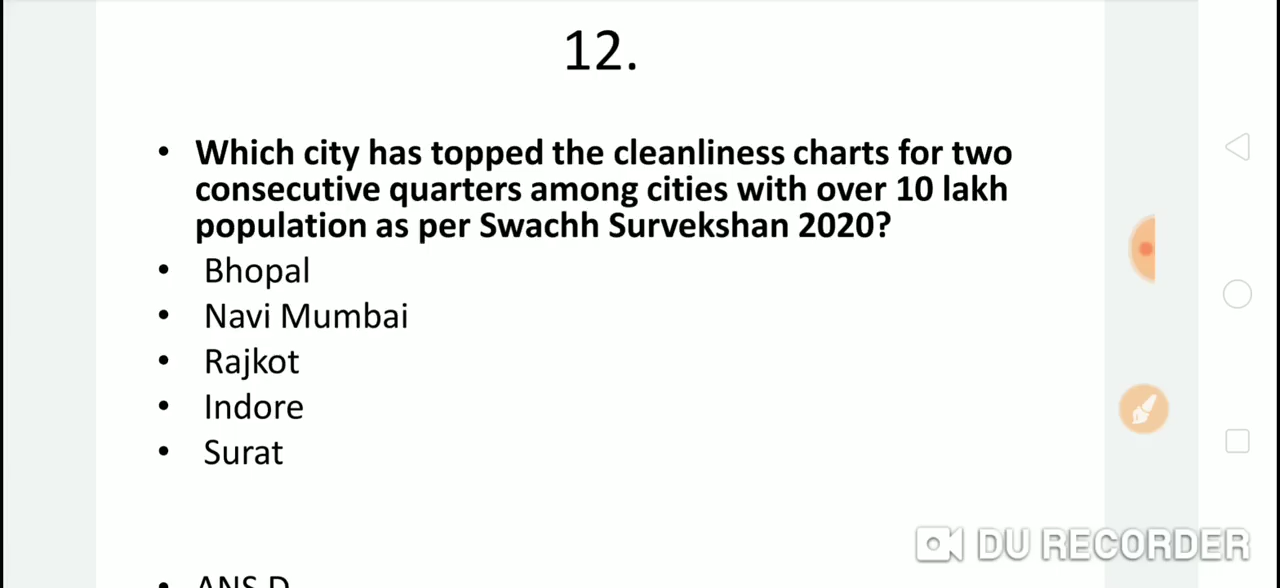 12.
• Which city has topped the cleanliness charts for two
consecutive quarters among cities with over 10 lakh
population as per Swachh Survekshan 2020?
• Bhopal
• Navi Mumbai
• Rajkot
• Indore
• Surat
• ANS D
DU RECORDER